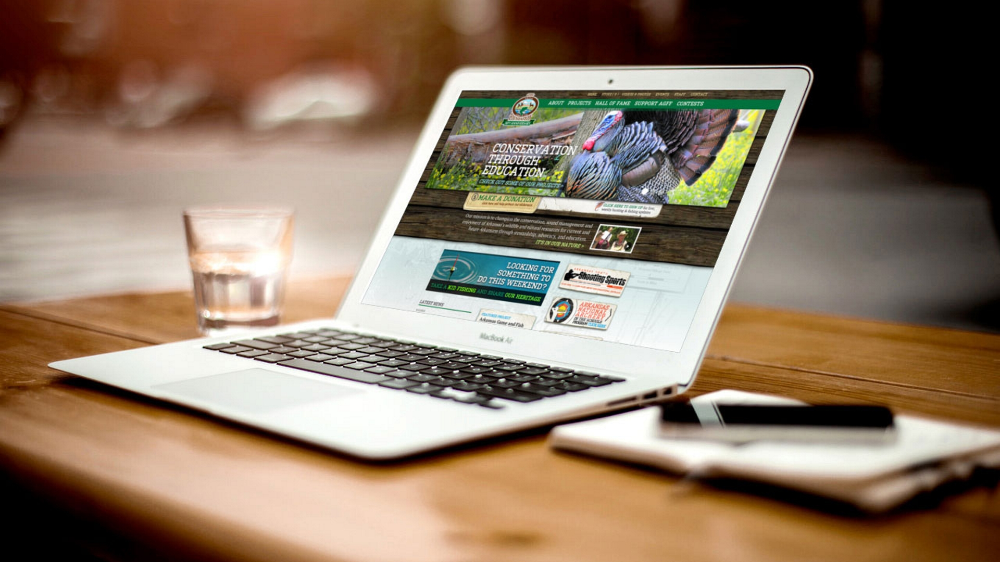 HOME STORE ( 0 ) VIDEOS & PHOTOS EVENTS STAFF CONTACT
ABOUT PROJECTS HALL OF FAME SUPPORT AGFF CONTESTS
CONSERVATION
THROUGH
EDUCATION
CHECK OUT SOME OF OUR PROJECTS >
MAKE A DONATION
CLICK HERE TO SIGN UP for free,
weekly hunting & fishing updates
Our mission is to champion the conservation, sound management and
enjoyment of Arkansas's wildlife and natural resources for current and
future Arkansans through stewardship, advocacy, and education.
IT'S IN OUR NATURE >
LOOKING FOR
SOMETHING TO
DO THIS WEEKEND?
TAKE A KID FISHING AND SHARE OUR HERITAGE
ARKANSAS YOUTH
Shooting Sports
LATEST NEWS
FEATURED PROJECT
Arkansas Game and Fish
ARKANSAS
NATIONAL
ARCHERY
IN THE SCHOOLS
PROGRAM CLICK HERE
MacBook Air